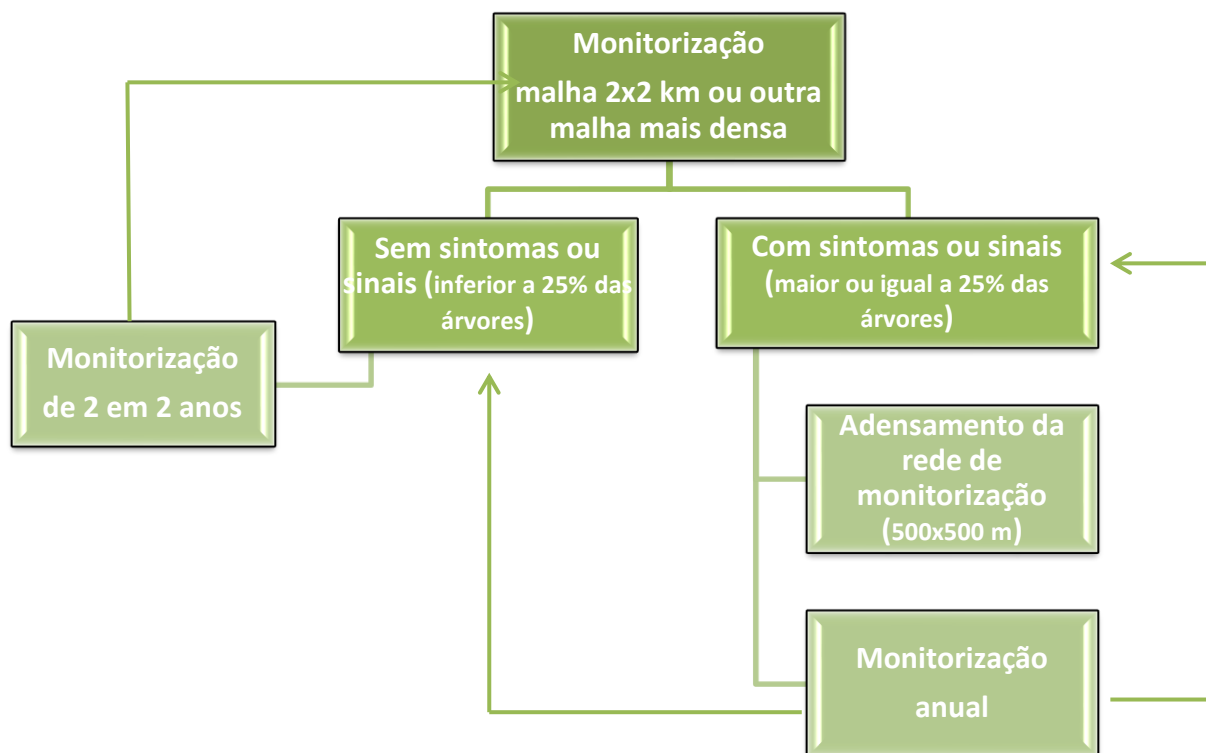 Monitorização
malha 2x2 km ou outra
malha mais densa
Sem sintomas ou
sinais (inferior a 25% das
árvores)
Com sintomas ou sinais
(maior ou igual a 25% das
árvores)
Monitorização
de 2 em 2 anos
Adensamento da
rede de
monitorização
(500x500 m)
Monitorização
anual